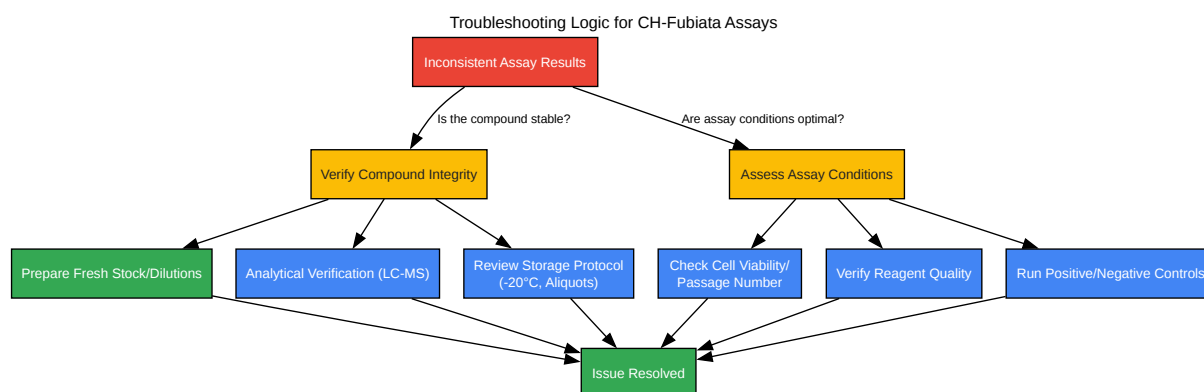 Troubleshooting Logic for CH-Fubiata Assays
Inconsistent Assay Results
Is the compound stable?
Are assay conditions optimal?
Verify Compound Integrity
Assess Assay Conditions
Prepare Fresh Stock/Dilutions
Analytical Verification (LC-MS)
Review Storage Protocol
(-20°C, Aliquots)
Check Cell Viability/
Passage Number
Verify Reagent Quality
Run Positive/Negative Controls
Issue Resolved